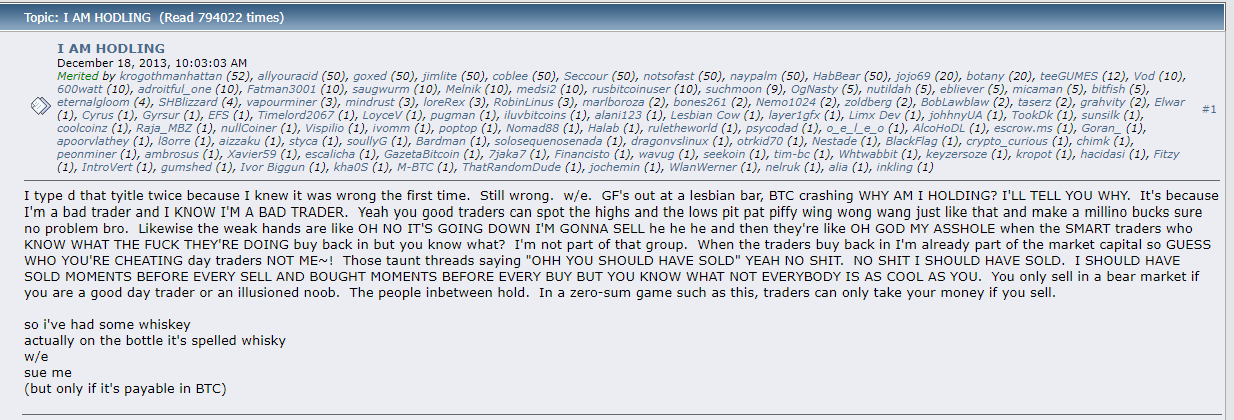 Topic: I AM HODLING  (Read 794022 times)
I AM HODLING
December 18, 2013, 10:03:03 AM
Merited by krogothmanhattan (52), allyouracid (50), goxed (50), jimlite (50), coblee (50), Seccour (50), notsofast (50), naypalm (50), HabBear (50), jojo69 (20), botany (20), teeGUMES (12), Vod (10),
600watt (10), adroitful_one (10), Fatman3001 (10), saugwurm (10), Melnik (10), medsi2 (10), rusbitcoinuser (10), suchmoon (9), OgNasty (5), nutildah (5), ebliever (5), micaman (5), bitfish (5),
eternalgloom (4), SHBlizzard (4), vapourminer (3), mindrust (3), loreRex (3), RobinLinus (3), marlboroza (2), bones261 (2), Nemo1024 (2), zoldberg (2), BobLawblaw (2), taserz (2), grahvity (2), Elwar
#1
(1), Cyrus (1), Gyrsur (1), EFS (1), Timelord2067 (1), LoyceV (1), pugman (1), iluvbitcoins (1), alani123 (1), Lesbian Cow (1), layer1gfx (1), Limx Dev (1), johhnyUA (1), TookDk (1), sunsilk (1),
coolcoinz (1), Raja_MBZ (1), nullCoiner (1), Vispilio (1), ivomm (1), poptop (1), Nomad88 (1), Halab (1), ruletheworld (1), psycodad (1), o_e_l_e_o (1), AlcoHoDL (1), escrow.ms (1), Goran_ (1),
apoorvlathey (1), l8orre (1), aizzaku (1), styca (1), soullyG (1), Bardman (1), solosequenosenada (1), dragonvslinux (1), otrkid70 (1), Nestade (1), BlackFlag (1), crypto_curious (1), chimk (1),
peonminer (1), ambrosus (1), Xavier59 (1), escalicha (1), GazetaBitcoin (1), 7jaka7 (1), Financisto (1), wavug (1), seekoin (1), tim-bc (1), Whtwabbit (1), keyzersoze (1), kropot (1), hacidasi (1), Fitzy
(1), IntroVert (1), gumshed (1), Ivor Biggun (1), kha0S (1), M-BTC (1), ThatRandomDude (1), jochemin (1), WlanWerner (1), nelruk (1), alia (1), inkling (1)
I type d that tyitle twice because I knew it was wrong the first time.  Still wrong.  w/e.  GF's out at a lesbian bar, BTC crashing WHY AM I HOLDING? I'LL TELL YOU WHY.  It's because
I'm a bad trader and I KNOW I'M A BAD TRADER.  Yeah you good traders can spot the highs and the lows pit pat piffy wing wong wang just like that and make a millino bucks sure
no problem bro.  Likewise the weak hands are like OH NO IT'S GOING DOWN I'M GONNA SELL he he he and then they're like OH GOD MY ASSHOLE when the SMART traders who
KNOW WHAT THE FUCK THEY'RE DOING buy back in but you know what?  I'm not part of that group.  When the traders buy back in I'm already part of the market capital so GUESS
WHO YOU'RE CHEATING day traders NOT ME~!  Those taunt threads saying "OHH YOU SHOULD HAVE SOLD" YEAH NO SHIT.  NO SHIT I SHOULD HAVE SOLD.  I SHOULD HAVE
SOLD MOMENTS BEFORE EVERY SELL AND BOUGHT MOMENTS BEFORE EVERY BUY BUT YOU KNOW WHAT NOT EVERYBODY IS AS COOL AS YOU.  You only sell in a bear market if
you are a good day trader or an illusioned noob.  The people inbetween hold.  In a zero-sum game such as this, traders can only take your money if you sell.
so i've had some whiskey
actually on the bottle it's spelled whisky
w/e
sue me
(but only if it's payable in BTC)